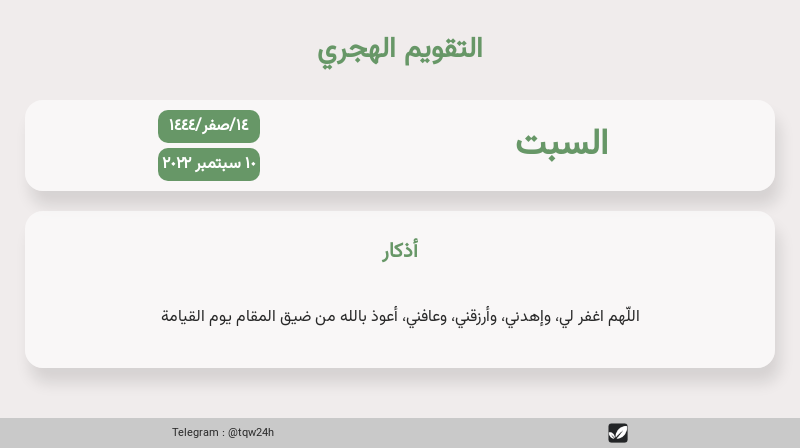 التقويم الهجري
السبت
١٤/صفر/١٤٤٤
١٠ سبتمبر ٢٠٢٢
أذكار
اللّهم اغفر لي، وإهدني، وأرزقني، وعافني، أعوذ بالله من ضيق المقام يوم القيامة
Telegram : @tqw24h